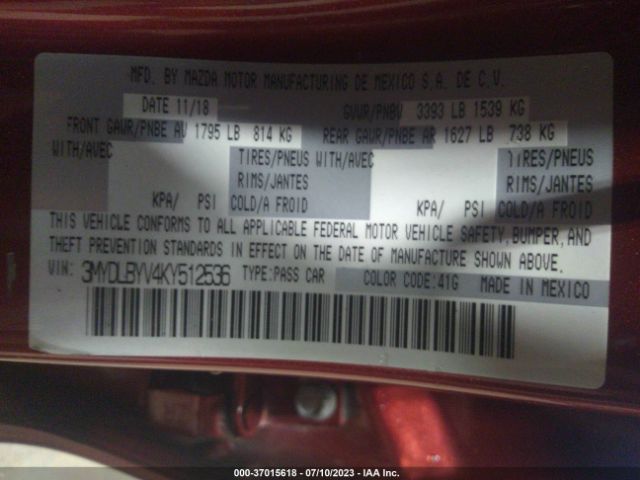 MFD. BY MAZDA MOTOR MANUFACTURING DE MEXICO S.A. DE C.V.
DATE 11/18 GVWR/PNBV 3393 LB 1539 KG
FRONT GAWR/PNBE AV 1795 LB 814 KG REAR GAWR/PNBE AR 1627 LB 738 KG
WITH/AVEC TIRES/PNEUS WITH/AVEC TIRES/PNEUS
RIMS/JANTES RIMS/JANTES
KPA/ PSI COLD/A FROID KPA/ PSI COLD/A FROID
THIS VEHICLE CONFORMS TO ALL APPLICABLE FEDERAL MOTOR VEHICLE SAFETY, BUMPER, AND
THEFT PREVENTION STANDARDS IN EFFECT ON THE DATE OF MANUFACTURE SHOWN ABOVE.
VIN: 3MYDLBYV4KY512536 TYPE:PASS CAR COLOR CODE:41G MADE IN MEXICO
000-37015618 - 07/10/2023 - IAA Inc.